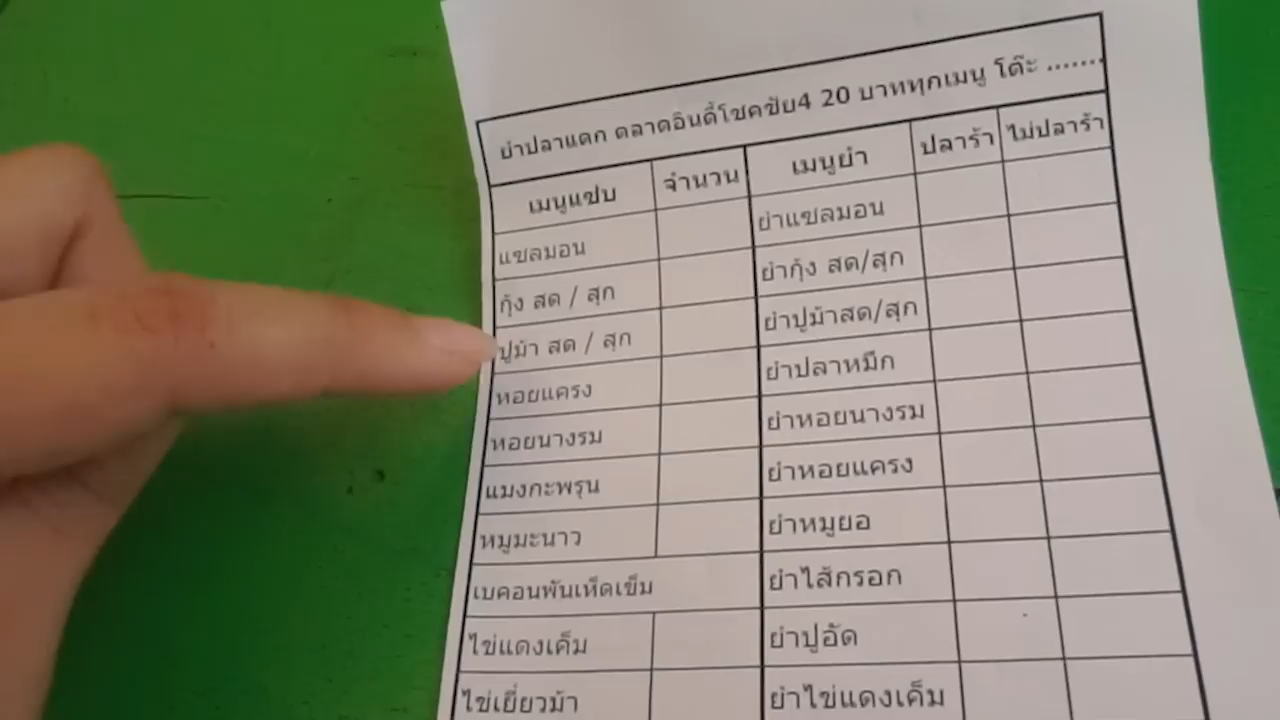 ยำปลาแดก ตลาดอินดี้โชคชัย4 20 บาททุกเมนู โต๊ะ .......
เมนูแซ่บ จำนวน เมนูยำ ปลาร้า ไม่ปลาร้า
แซลมอน ยำแซลมอน
กุ้ง สด / สุก ยำกุ้ง สด/สุก
ปูม้า สด / สุก ยำปูม้าสด/สุก
หอยแครง ยำปลาหมึก
หอยนางรม ยำหอยนางรม
แมงกะพรุน ยำหอยแครง
หมูมะนาว ยำหมูยอ
เบคอนพันเห็ดเข็ม ยำไส้กรอก
ไข่แดงเค็ม ยำปูอัด
ไข่เยี่ยวม้า ยำไข่แดงเค็ม